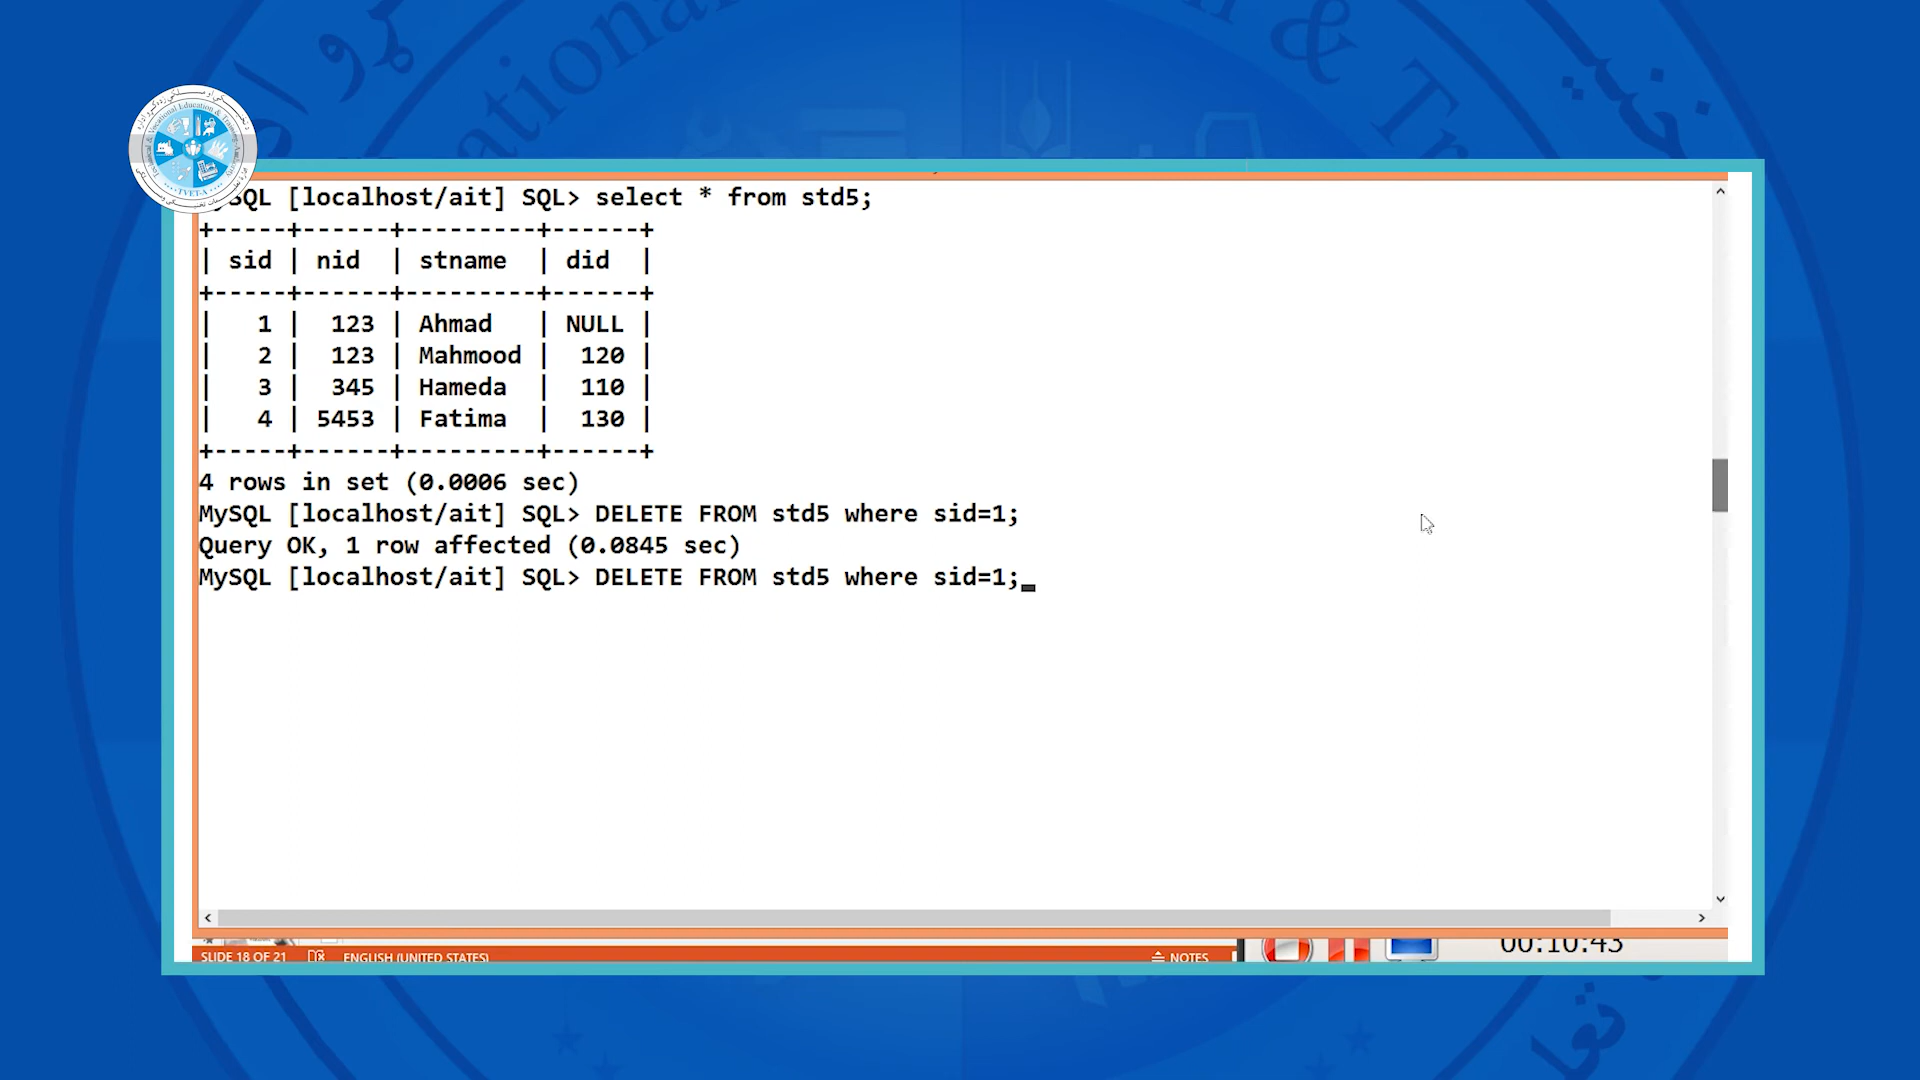 MySQL [localhost/ait] SQL> select * from std5;
+-----+------+---------+------+
| sid | nid  | stname  | did  |
+-----+------+---------+------+
|   1 |  123 | Ahmad   | NULL |
|   2 |  123 | Mahmood |  120 |
|   3 |  345 | Hameda  |  110 |
|   4 | 5453 | Fatima  |  130 |
+-----+------+---------+------+
4 rows in set (0.0006 sec)
MySQL [localhost/ait] SQL> DELETE FROM std5 where sid=1;
Query OK, 1 row affected (0.0845 sec)
MySQL [localhost/ait] SQL> DELETE FROM std5 where sid=1;
SLIDE 18 OF 21
ENGLISH (UNITED STATES)
NOTES
00:10:43
TVET-A